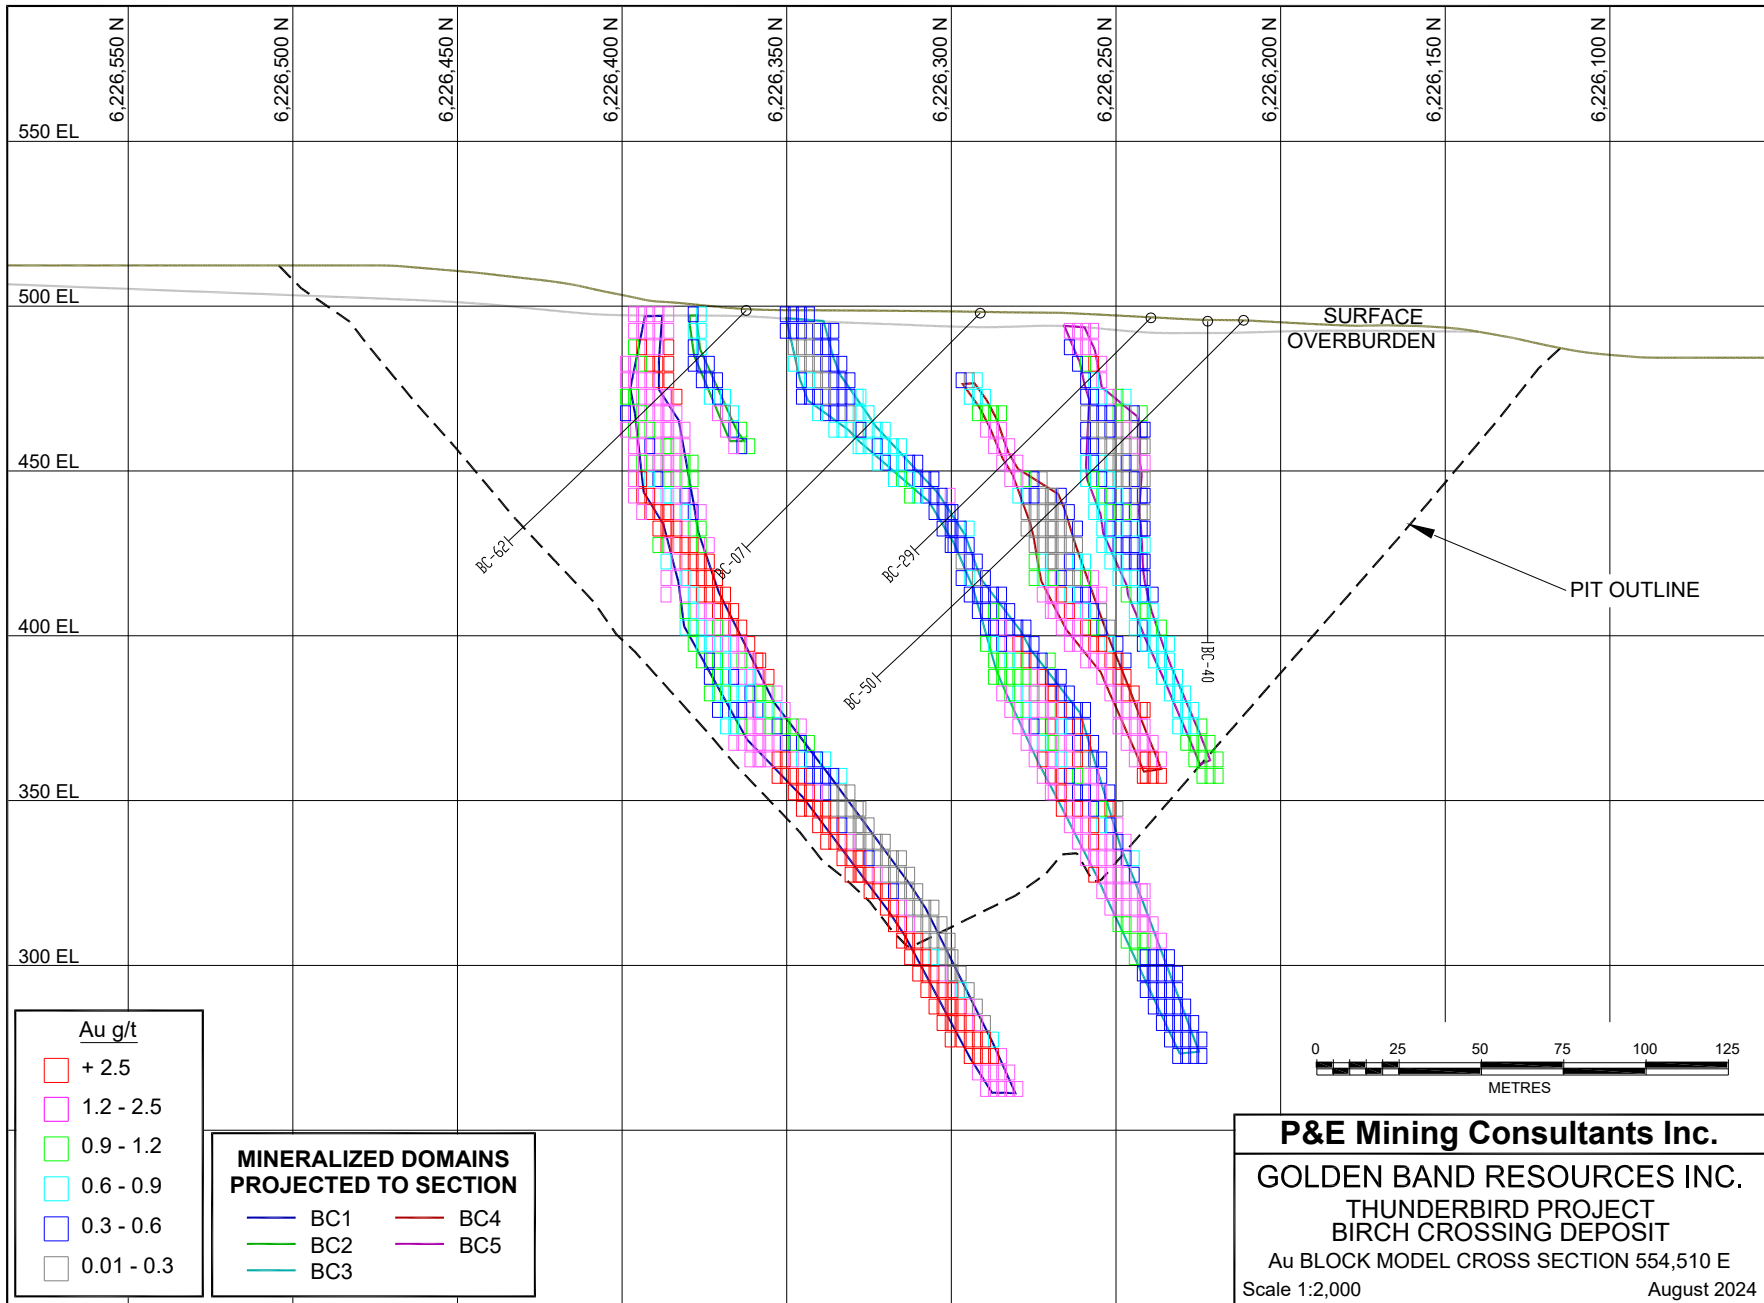 6,226,550 N
6,226,500 N
6,226,450 N
6,226,400 N
6,226,350 N
6,226,300 N
6,226,250 N
6,226,200 N
6,226,150 N
6,226,100 N
550 EL
500 EL
SURFACE
OVERBURDEN
450 EL
BC-62
BC-07
BC-29
PIT OUTLINE
400 EL
BC-40
BC-50
350 EL
300 EL
Au g/t
+ 2.5
1.2 - 2.5
0.9 - 1.2
0.6 - 0.9
0.3 - 0.6
0.01 - 0.3
MINERALIZED DOMAINS
PROJECTED TO SECTION
BC1 BC4
BC2 BC5
BC3
0 25 50 75 100 125
METRES
P&E Mining Consultants Inc.
GOLDEN BAND RESOURCES INC.
THUNDERBIRD PROJECT
BIRCH CROSSING DEPOSIT
Au BLOCK MODEL CROSS SECTION 554,510 E
Scale 1:2,000 August 2024